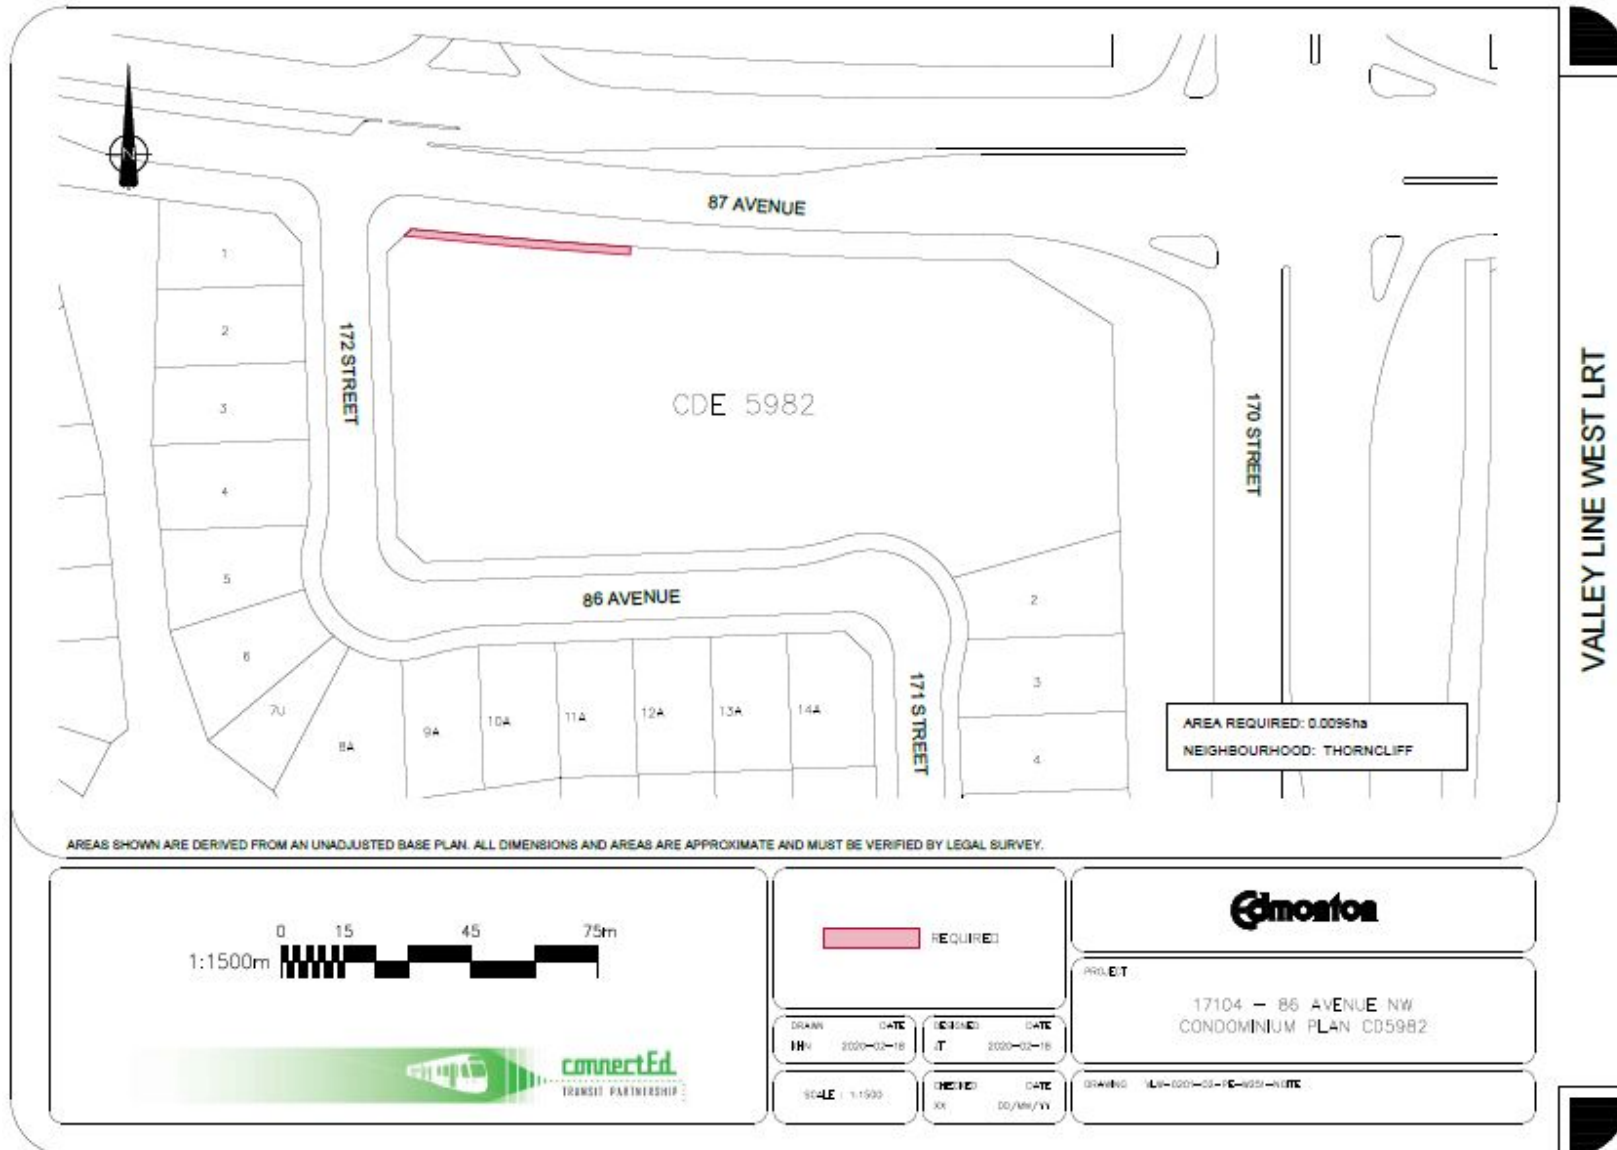 N
87 AVENUE
1
2
3
4
5
6
7U
8A
9A
10A
11A
12A
13A
14A
172 STREET
CDE 5982
170 STREET
86 AVENUE
171 STREET
2
3
4
AREA REQUIRED: 0.0096ha
NEIGHBOURHOOD: THORNCLIFF
VALLEY LINE WEST LRT
AREAS SHOWN ARE DERIVED FROM AN UNADJUSTED BASE PLAN. ALL DIMENSIONS AND AREAS ARE APPROXIMATE AND MUST BE VERIFIED BY LEGAL SURVEY.
0 15 45 75m
1:1500m
connectEd
TRANSIT PARTNERSHIP
REQUIRED
DRAWN DATE
2020-02-18
DESIGNED DATE
2020-02-18
SCALE : 1:1500
CHECKED DATE
XX DD/MM/YY
Edmonton
PROJECT
17104 - 86 AVENUE NW
CONDOMINIUM PLAN CD5982
DRAWING